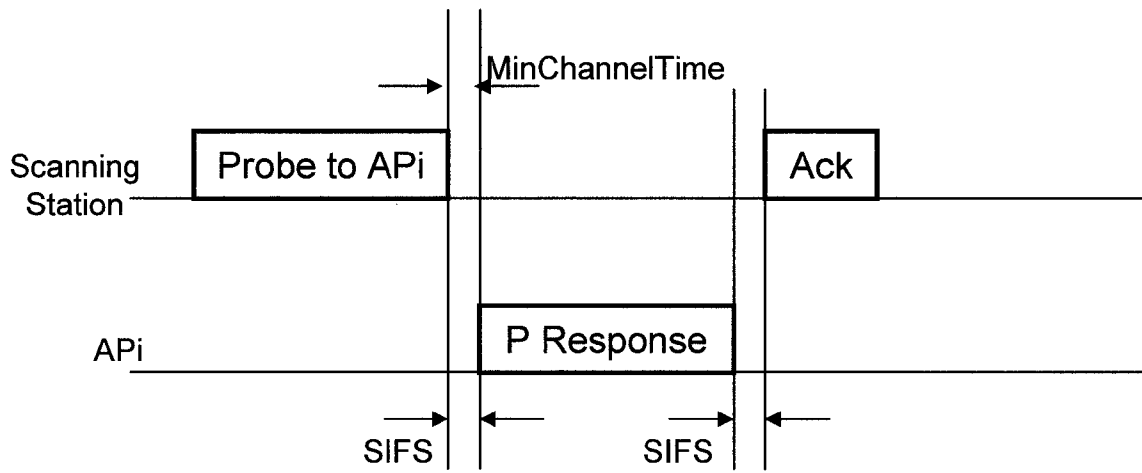 MinChannelTime
Probe to APi
Ack
Scanning
Station
P Response
APi
SIFS
SIFS